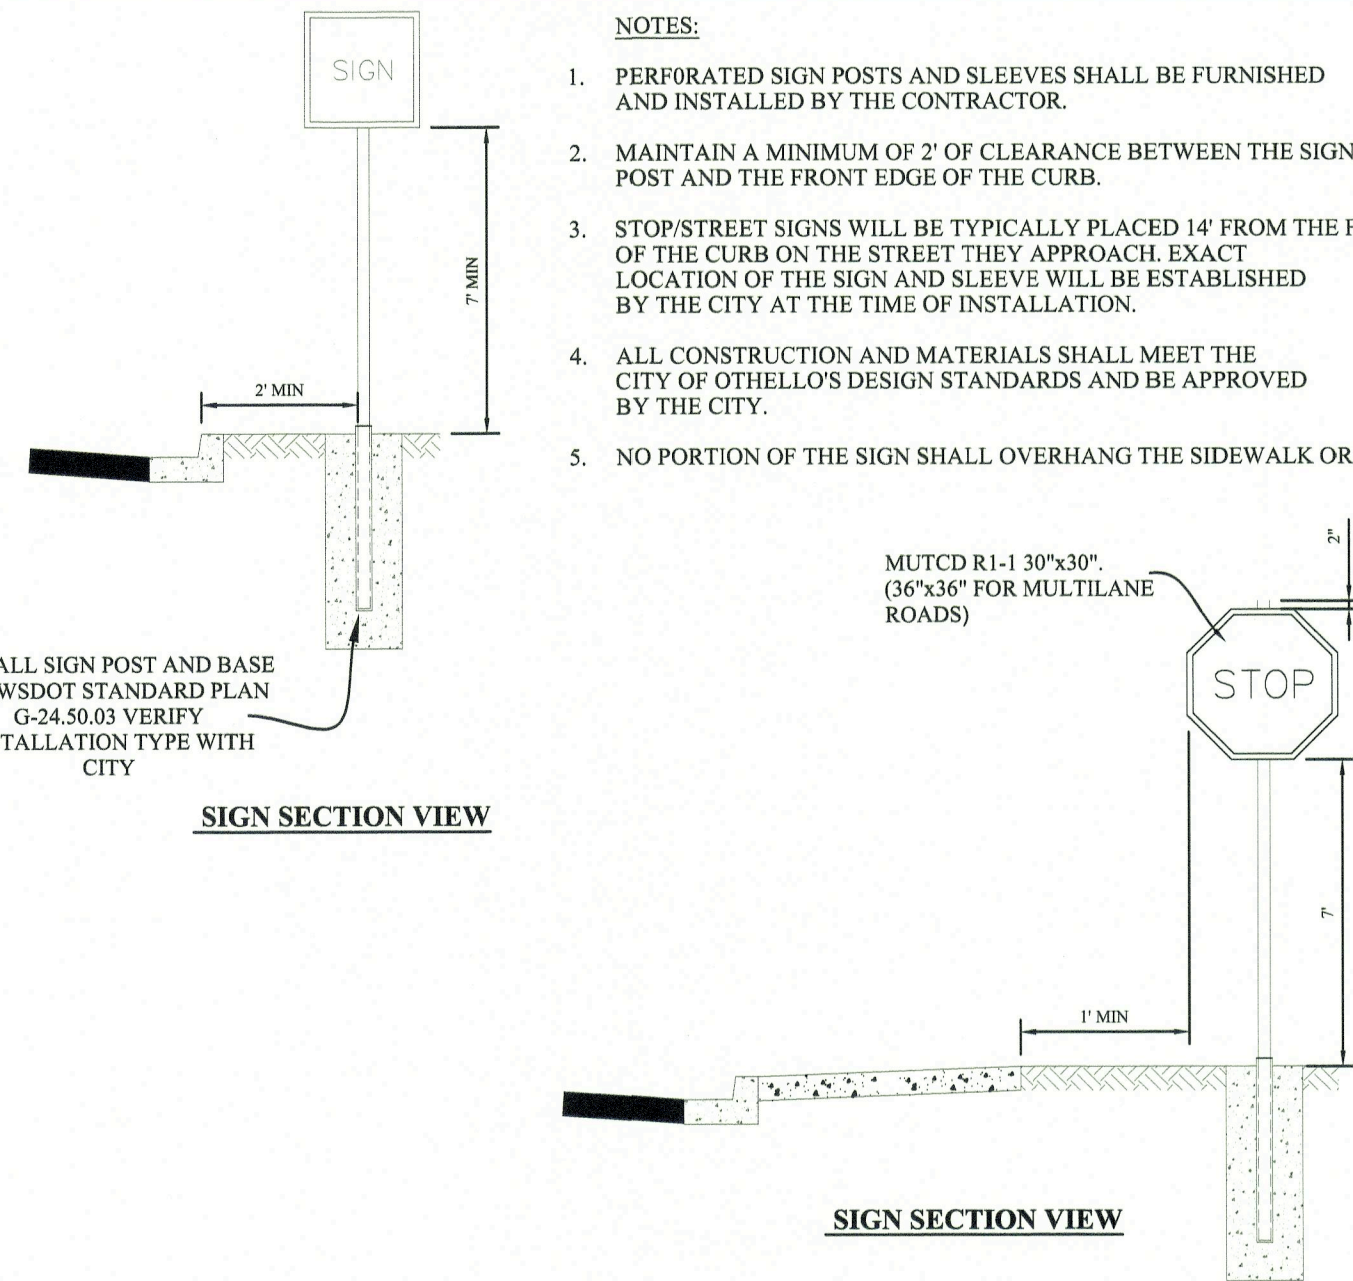 SIGN
NOTES:
1. PERF0RATED SIGN POSTS AND SLEEVES SHALL BE FURNISHED
AND INSTALLED BY THE CONTRACTOR.
2. MAINTAIN A MINIMUM OF 2' OF CLEARANCE BETWEEN THE SIGN
POST AND THE FRONT EDGE OF THE CURB.
3. STOP/STREET SIGNS WILL BE TYPICALLY PLACED 14' FROM THE
OF THE CURB ON THE STREET THEY APPROACH. EXACT
LOCATION OF THE SIGN AND SLEEVE WILL BE ESTABLISHED
BY THE CITY AT THE TIME OF INSTALLATION.
4. ALL CONSTRUCTION AND MATERIALS SHALL MEET THE
CITY OF OTHELLO'S DESIGN STANDARDS AND BE APPROVED
BY THE CITY.
5. NO PORTION OF THE SIGN SHALL OVERHANG THE SIDEWALK OR
7' MIN
2' MIN
SIGN POST AND BASE
WSDOT STANDARD PLAN
G-24.50.03 VERIFY
TYPE WITH
CITY
SIGN SECTION VIEW
MUTCD R1-1 30"x30".
(36"x36" FOR MULTILANE
ROADS)
2"
STOP
7'
1' MIN
SIGN SECTION VIEW